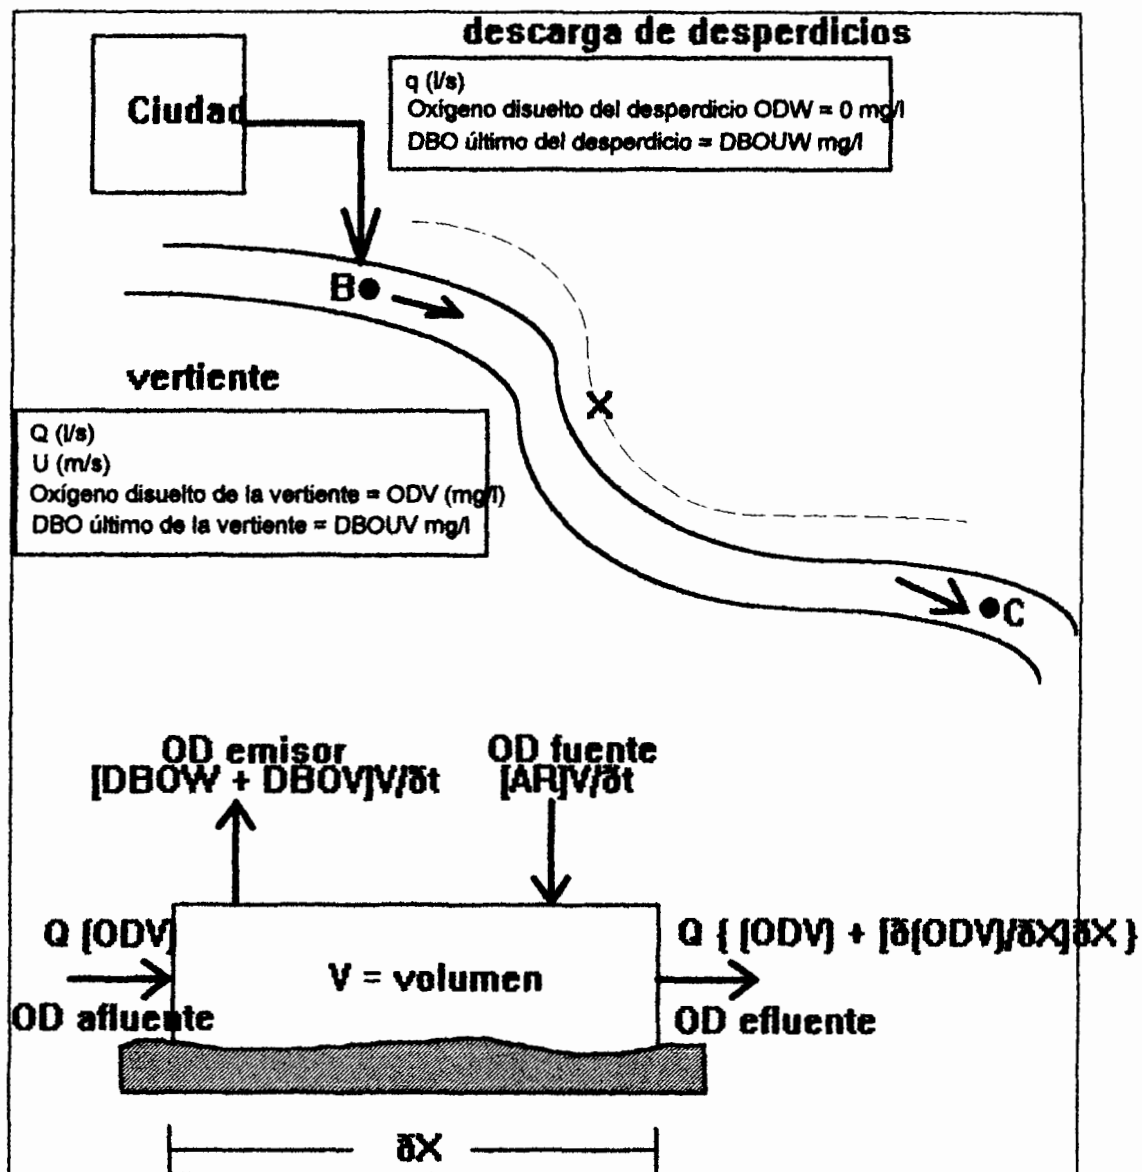 descarga de desperdicios
Ciudad
q (l/s)
Oxígeno disuelto del desperdicio ODW = 0 mg/l
DBO último del desperdicio = DBOUW mg/l
B
vertiente
X
Q (l/s)
U (m/s)
Oxígeno disuelto de la vertiente = ODV (mg/l)
DBO último de la vertiente = DBOUV mg/l
C
OD emisor
[DBOW + DBOV]V/δt
OD fuente
[AR]V/δt
Q [ODV]
OD afluente
V = volumen
Q { [ODV] + [δ[ODV]/δX]δX }
OD efluente
δX